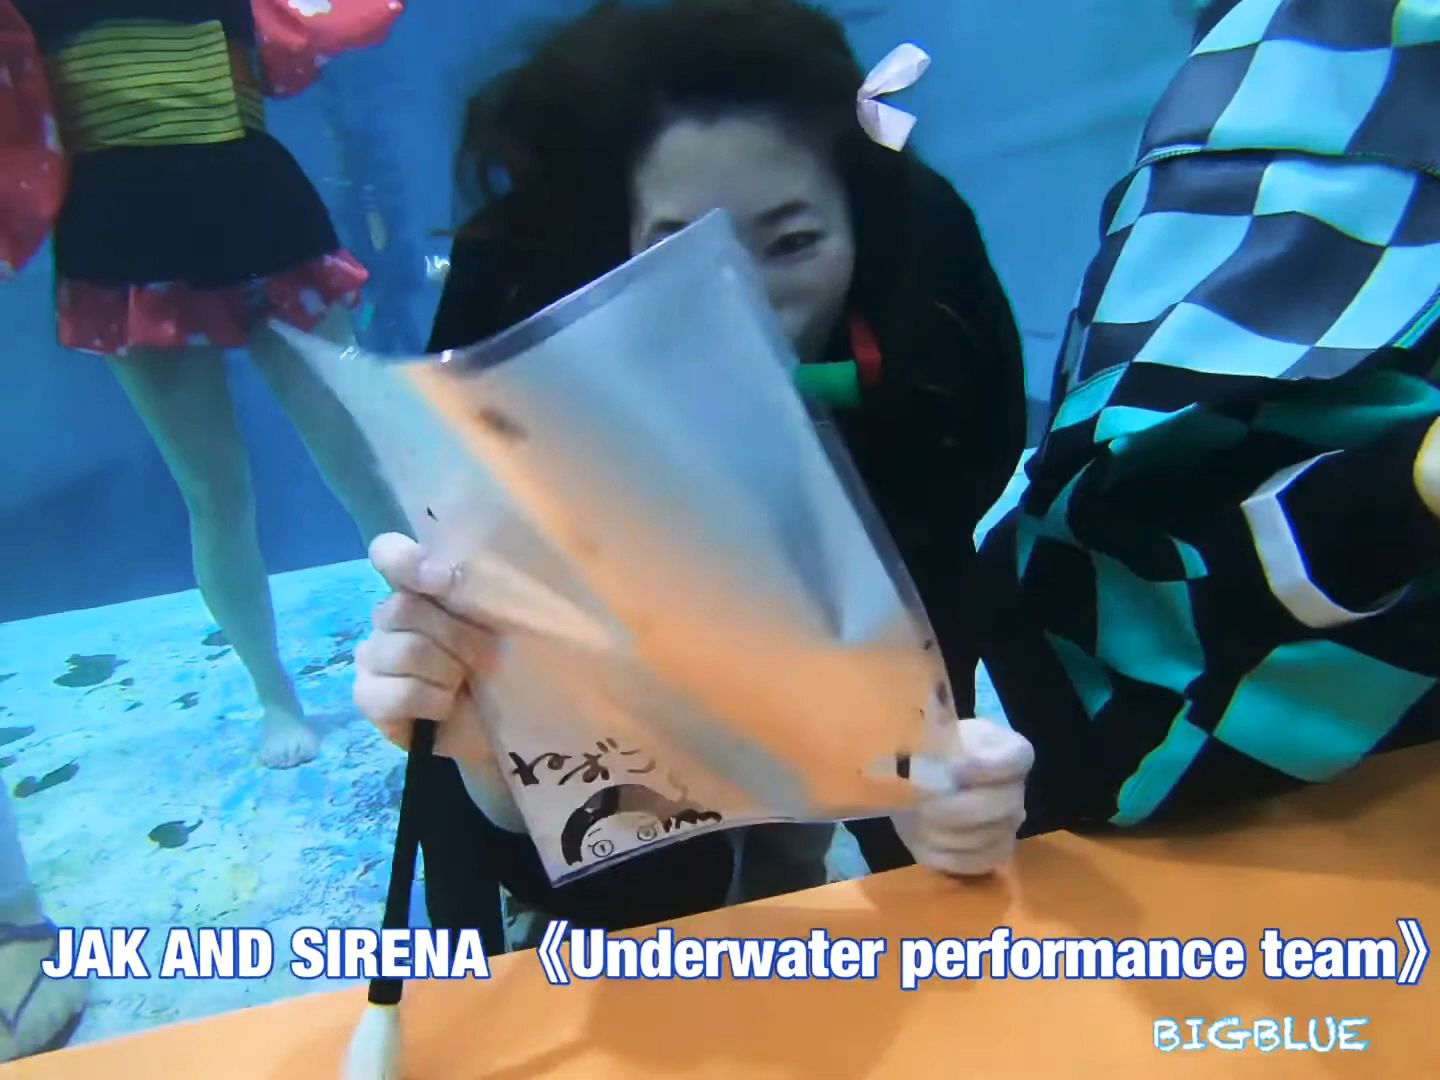 JAK AND SIRENA 《Underwater performance team》
BIGBLUE